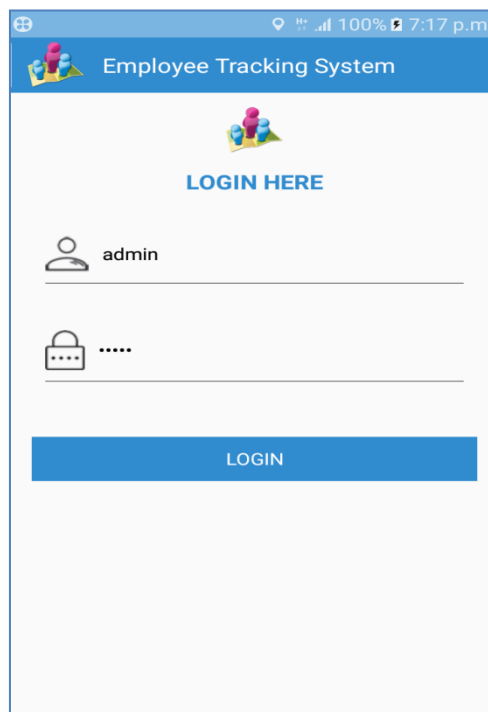 H+ 100% 7:17 p.m
Employee Tracking System
LOGIN HERE
admin
•••••
LOGIN